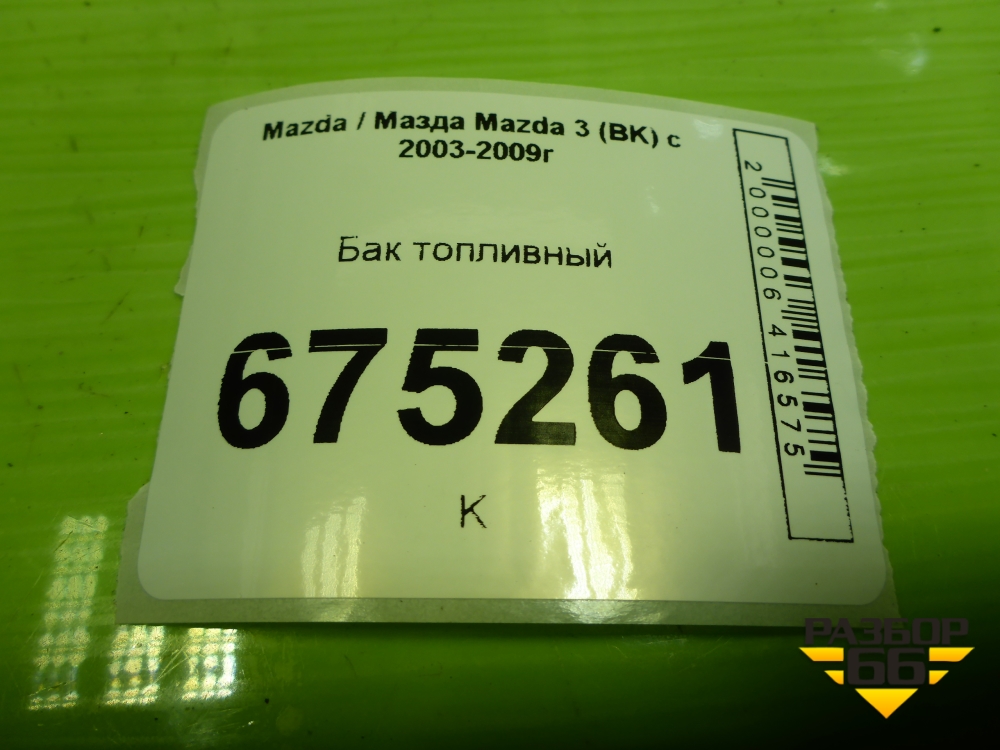 Mazda / Мазда Mazda 3 (BK) с
2003-2009г
Бак топливный
675261
К
2000006416575
РАЗБОР
66